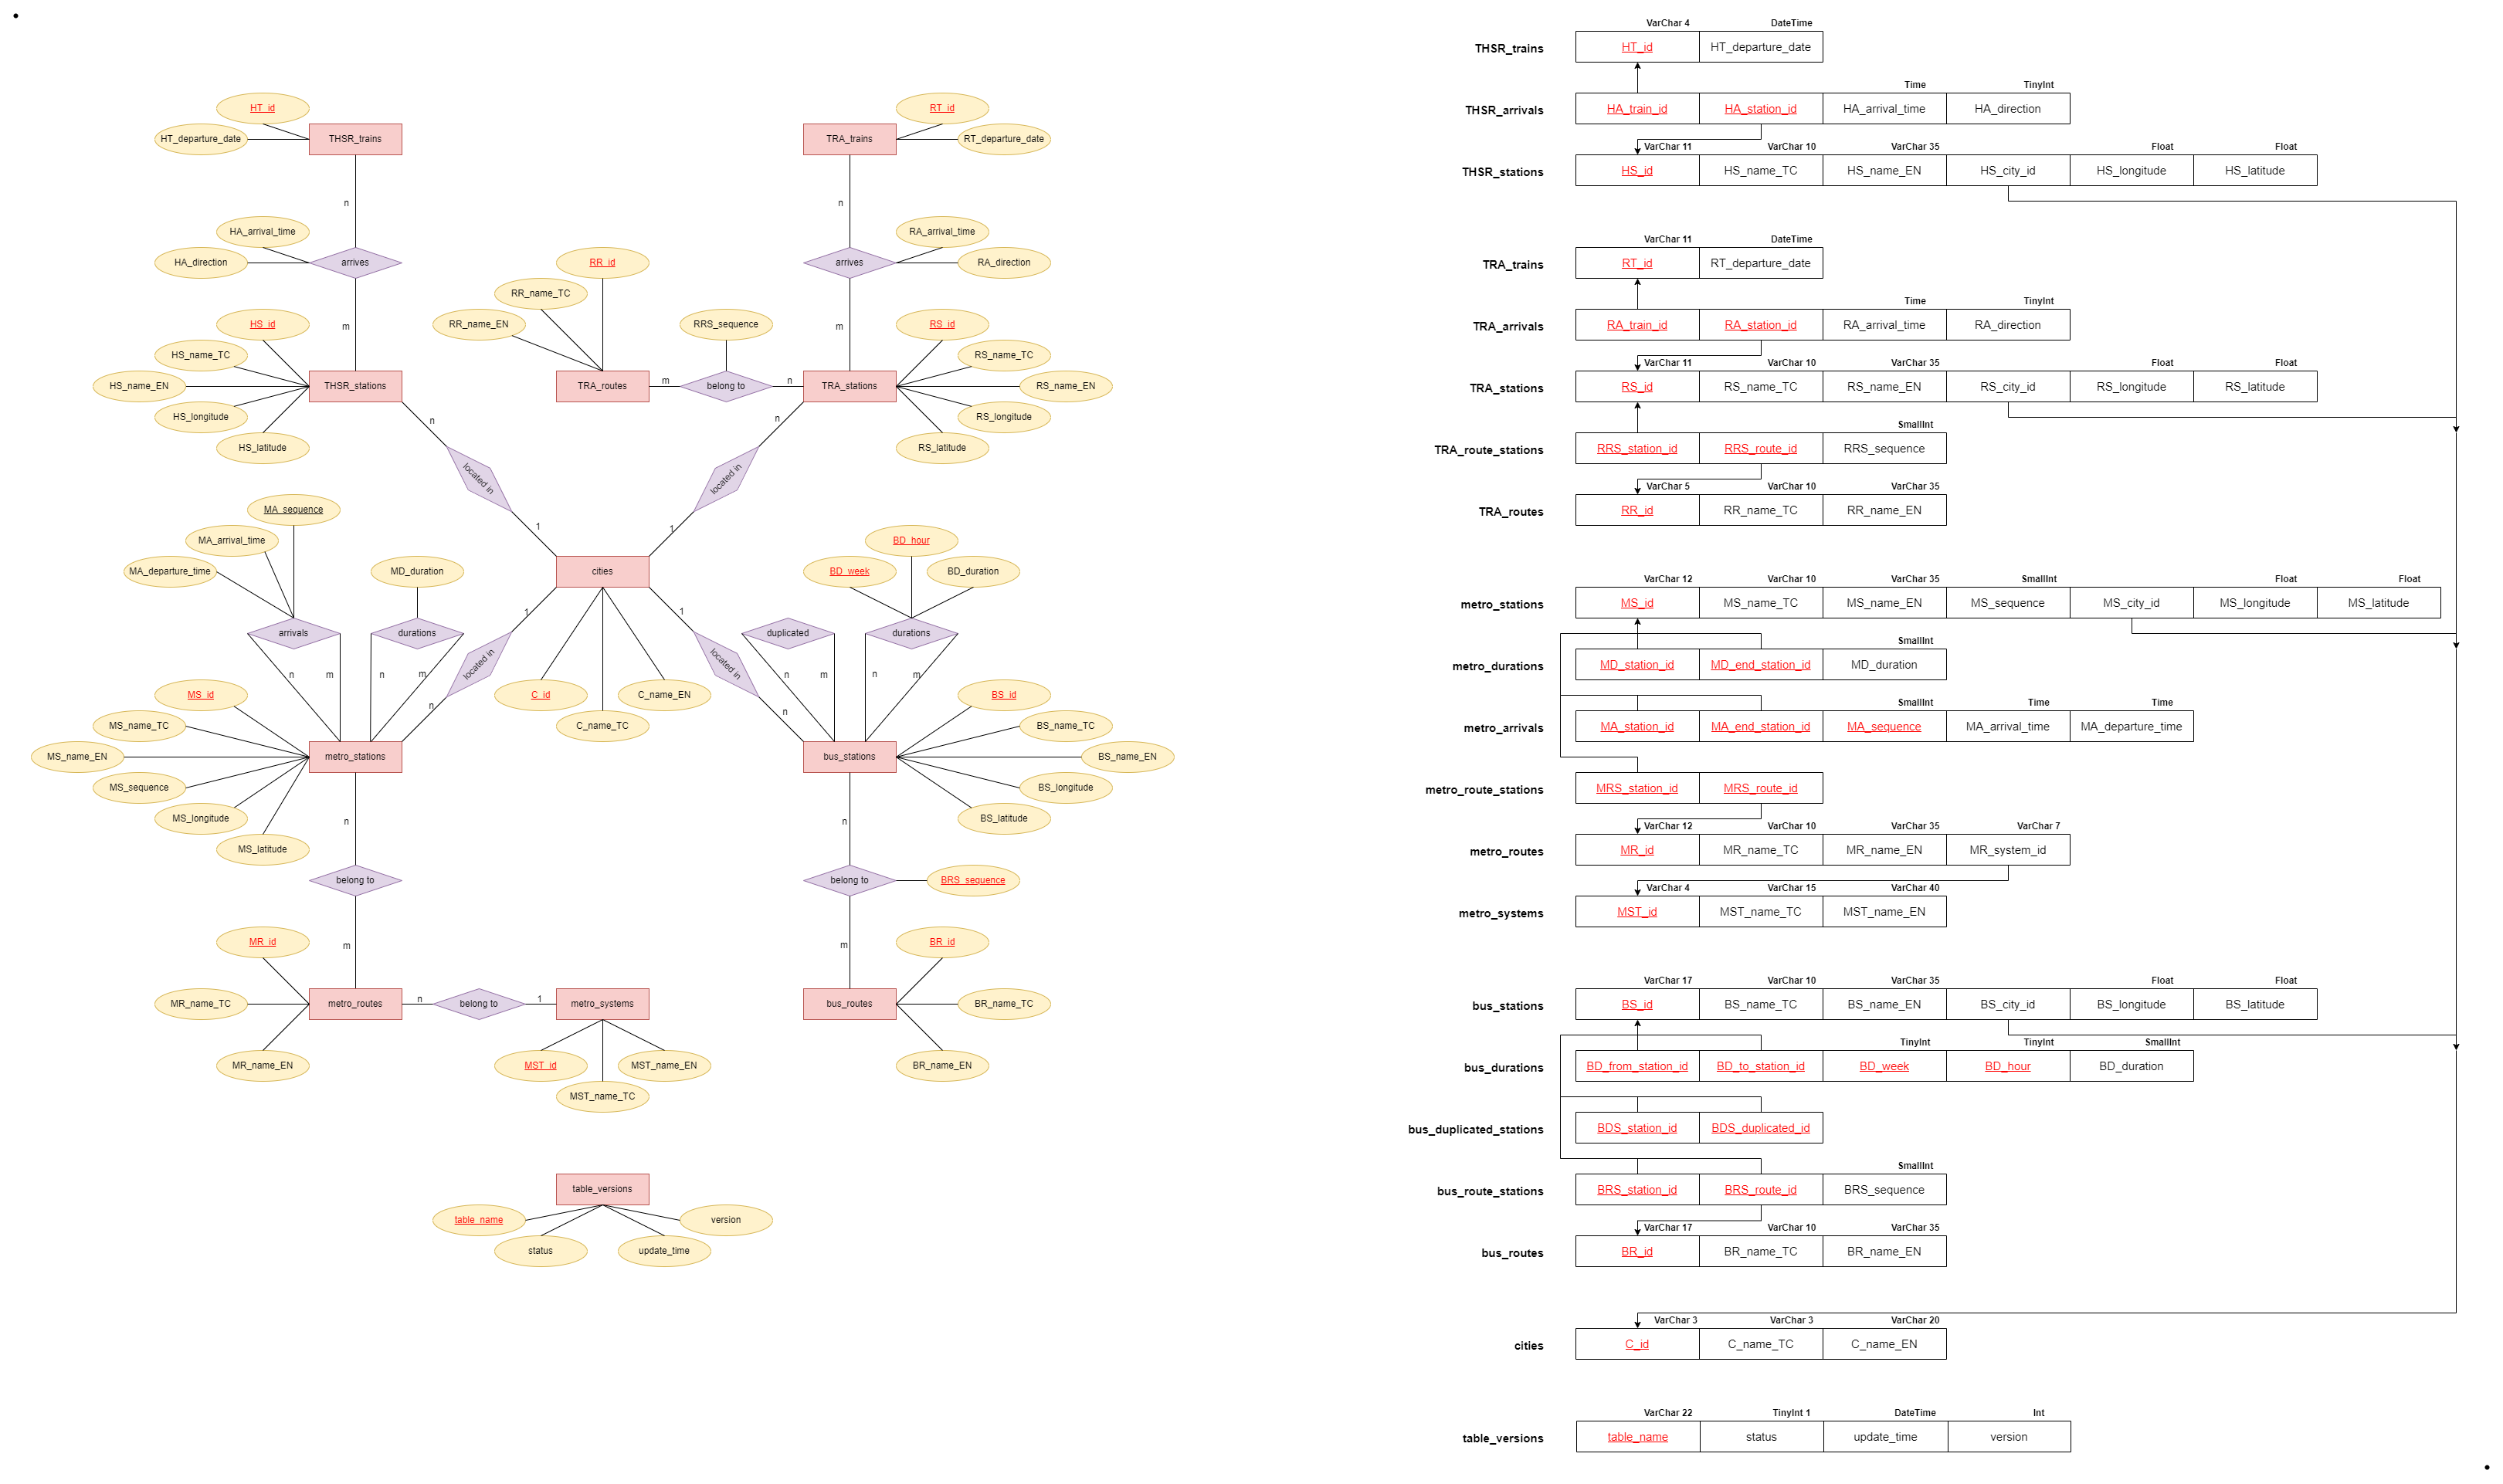 HT_id
HT_departure_date
THSR_trains
n
HA_arrival_time
HA_direction
arrives
m
HS_id
HS_name_TC
HS_name_EN
HS_longitude
HS_latitude
THSR_stations
n
located in
1
RT_id
RT_departure_date
TRA_trains
n
RA_arrival_time
RA_direction
arrives
m
RR_id
RR_name_TC
RR_name_EN
TRA_routes
m
RRS_sequence
belong to
n
TRA_stations
RS_id
RS_name_TC
RS_name_EN
RS_longitude
RS_latitude
n
located in
1
cities
C_id
C_name_TC
C_name_EN
MA_sequence
MA_arrival_time
MA_departure_time
arrivals
n
m
MD_duration
durations
n
m
1
located in
n
MS_id
MS_name_TC
MS_name_EN
MS_sequence
MS_longitude
MS_latitude
metro_stations
n
belong to
m
MR_id
MR_name_TC
MR_name_EN
metro_routes
n
belong to
1
metro_systems
MST_id
MST_name_TC
MST_name_EN
1
located in
n
duplicated
n
m
BD_hour
BD_week
BD_duration
durations
n
m
bus_stations
BS_id
BS_name_TC
BS_name_EN
BS_longitude
BS_latitude
n
belong to
BRS_sequence
m
bus_routes
BR_id
BR_name_TC
BR_name_EN
table_versions
table_name
status
update_time
version
VarChar 4 DateTime
THSR_trains HT_id HT_departure_date
Time TinyInt
THSR_arrivals HA_train_id HA_station_id HA_arrival_time HA_direction
VarChar 11 VarChar 10 VarChar 35 Float Float
THSR_stations HS_id HS_name_TC HS_name_EN HS_city_id HS_longitude HS_latitude
VarChar 11 DateTime
TRA_trains RT_id RT_departure_date
Time TinyInt
TRA_arrivals RA_train_id RA_station_id RA_arrival_time RA_direction
VarChar 11 VarChar 10 VarChar 35 Float Float
TRA_stations RS_id RS_name_TC RS_name_EN RS_city_id RS_longitude RS_latitude
SmallInt
TRA_route_stations RRS_station_id RRS_route_id RRS_sequence
VarChar 5 VarChar 10 VarChar 35
TRA_routes RR_id RR_name_TC RR_name_EN
VarChar 12 VarChar 10 VarChar 35 SmallInt Float Float
metro_stations MS_id MS_name_TC MS_name_EN MS_sequence MS_city_id MS_longitude MS_latitude
SmallInt
metro_durations MD_station_id MD_end_station_id MD_duration
SmallInt Time Time
metro_arrivals MA_station_id MA_end_station_id MA_sequence MA_arrival_time MA_departure_time
metro_route_stations MRS_station_id MRS_route_id
VarChar 12 VarChar 10 VarChar 35 VarChar 7
metro_routes MR_id MR_name_TC MR_name_EN MR_system_id
VarChar 4 VarChar 15 VarChar 40
metro_systems MST_id MST_name_TC MST_name_EN
VarChar 17 VarChar 10 VarChar 35 Float Float
bus_stations BS_id BS_name_TC BS_name_EN BS_city_id BS_longitude BS_latitude
TinyInt TinyInt SmallInt
bus_durations BD_from_station_id BD_to_station_id BD_week BD_hour BD_duration
bus_duplicated_stations BDS_station_id BDS_duplicated_id
SmallInt
bus_route_stations BRS_station_id BRS_route_id BRS_sequence
VarChar 17 VarChar 10 VarChar 35
bus_routes BR_id BR_name_TC BR_name_EN
VarChar 3 VarChar 3 VarChar 20
cities C_id C_name_TC C_name_EN
VarChar 22 TinyInt 1 DateTime Int
table_versions table_name status update_time version